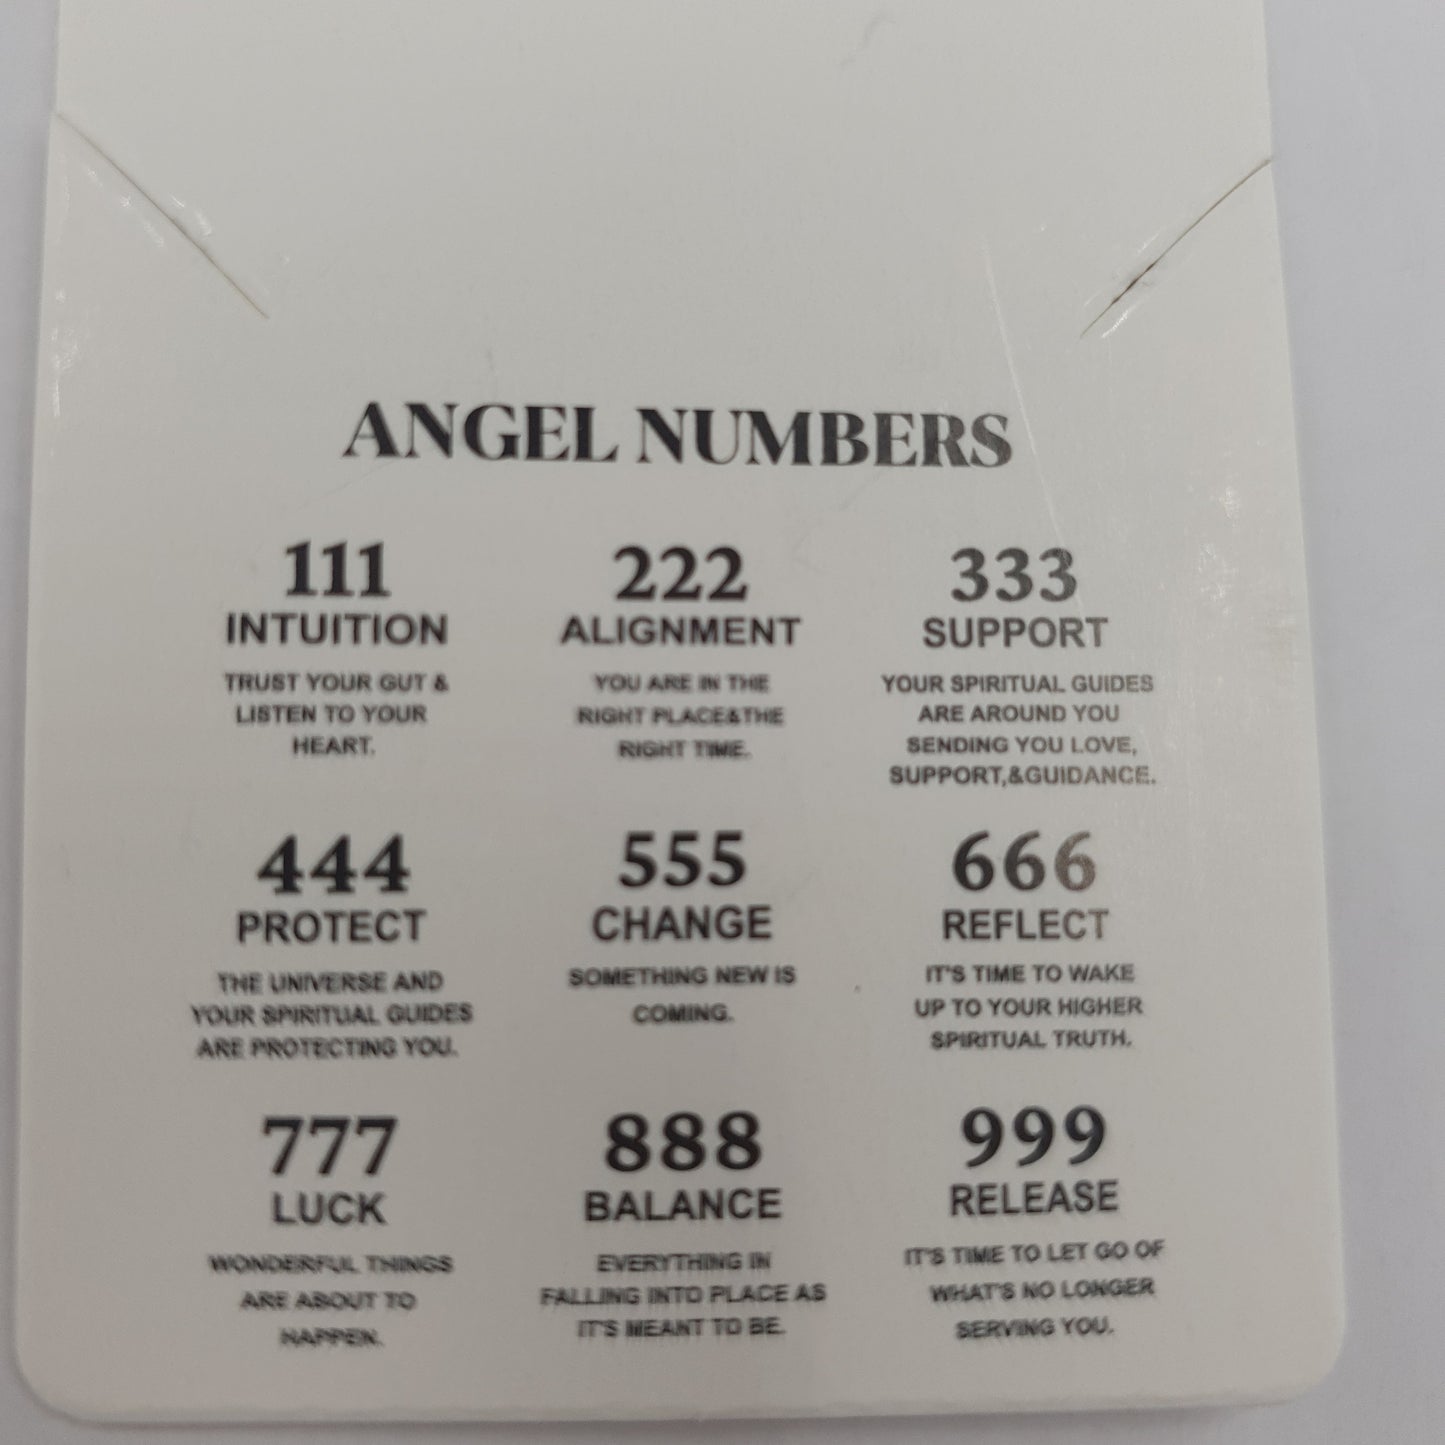 ANGEL NUMBERS
111
INTUITION
TRUST YOUR GUT &
LISTEN TO YOUR
HEART.
222
ALIGNMENT
YOU ARE IN THE
RIGHT PLACE&THE
RIGHT TIME.
333
SUPPORT
YOUR SPIRITUAL GUIDES
ARE AROUND YOU
SENDING YOU LOVE,
SUPPORT,&GUIDANCE.
444
PROTECT
THE UNIVERSE AND
YOUR SPIRITUAL GUIDES
ARE PROTECTING YOU.
555
CHANGE
SOMETHING NEW IS
COMING.
666
REFLECT
IT'S TIME TO WAKE
UP TO YOUR HIGHER
SPIRITUAL TRUTH.
777
LUCK
WONDERFUL THINGS
ARE ABOUT TO
HAPPEN.
888
BALANCE
EVERYTHING IN
FALLING INTO PLACE AS
IT'S MEANT TO BE.
999
RELEASE
IT'S TIME TO LET GO OF
WHAT'S NO LONGER
SERVING YOU.